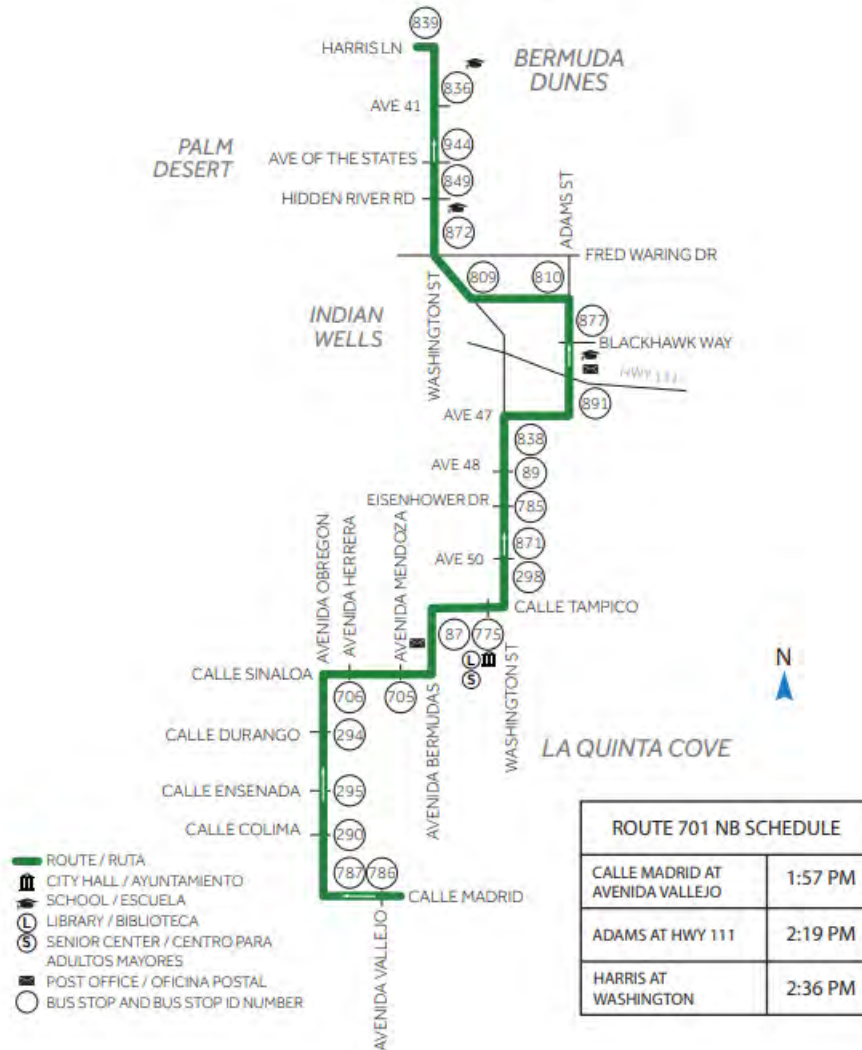 839
HARRIS LN
BERMUDA
DUNES
836
AVE 41
PALM
DESERT
944
AVE OF THE STATES
849
HIDDEN RIVER RD
872
ADAMS ST
FRED WARING DR
809
810
INDIAN
WELLS
WASHINGTON ST
877
BLACKHAWK WAY
HWY 111
891
AVE 47
838
AVE 48
89
EISENHOWER DR
785
871
AVE 50
298
AVENIDA OBREGON
AVENIDA HERRERA
AVENIDA MENDOZA
CALLE TAMPICO
87
775
L
S
WASHINGTON ST
N
CALLE SINALOA
706
705
AVENIDA BERMUDAS
CALLE DURANGO
294
LA QUINTA COVE
CALLE ENSENADA
295
CALLE COLIMA
290
787
786
CALLE MADRID
AVENIDA VALLEJO
ROUTE / RUTA
CITY HALL / AYUNTAMIENTO
SCHOOL / ESCUELA
L LIBRARY / BIBLIOTECA
S SENIOR CENTER / CENTRO PARA
ADULTOS MAYORES
POST OFFICE / OFICINA POSTAL
BUS STOP AND BUS STOP ID NUMBER
ROUTE 701 NB SCHEDULE
CALLE MADRID AT
AVENIDA VALLEJO
1:57 PM
ADAMS AT HWY 111
2:19 PM
HARRIS AT
WASHINGTON
2:36 PM